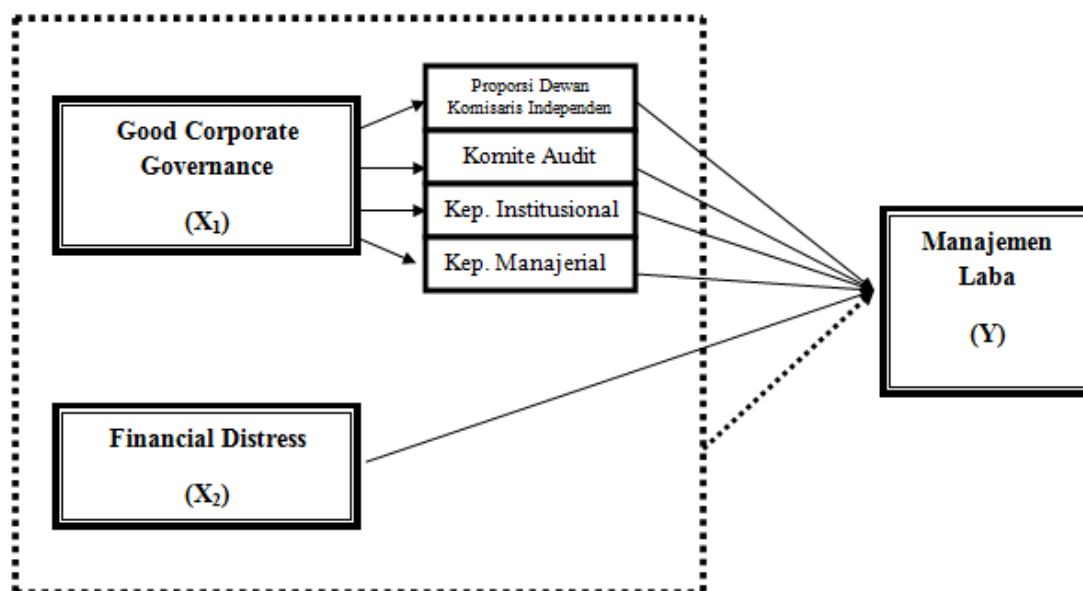 Good Corporate
Governance
(X₁)
Proporsi Dewan
Komisaris Independen
Komite Audit
Kep. Institusional
Kep. Manajerial
Manajemen
Laba
(Y)
Financial Distress
(X₂)